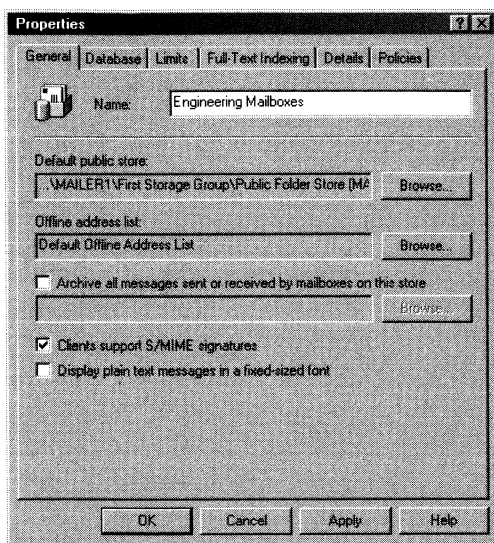 Properties
General Database Limits Full-Text Indexing Details Policies
Name: Engineering Mailboxes
Default public store:
...\MAILER1\First Storage Group\Public Folder Store (MA Browse...
Offline address list:
Default Offline Address List Browse...
Archive all messages sent or received by mailboxes on this store
Browse...
Clients support S/MIME signatures
Display plain text messages in a fixed-sized font
OK Cancel Apply Help